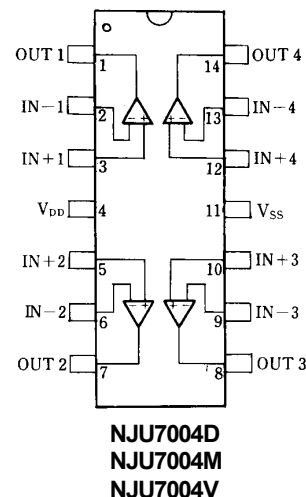 OUT 1 1 14 OUT 4
IN−1 2 13 IN−4
IN+1 3 12 IN+4
VDD 4 11 VSS
IN+2 5 10 IN+3
IN−2 6 9 IN−3
OUT 2 7 8 OUT 3
NJU7004D
NJU7004M
NJU7004V